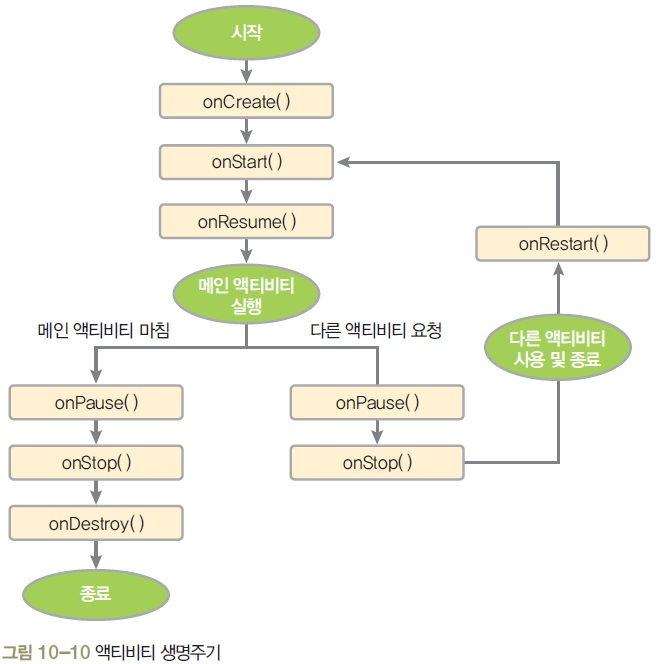 시작
onCreate( )
onStart( )
onResume( )
onRestart( )
메인 액티비티
실행
메인 액티비티 마침
다른 액티비티 요청
다른 액티비티
사용 및 종료
onPause( )
onPause( )
onStop( )
onStop( )
onDestroy( )
종료
그림 10-10 액티비티 생명주기